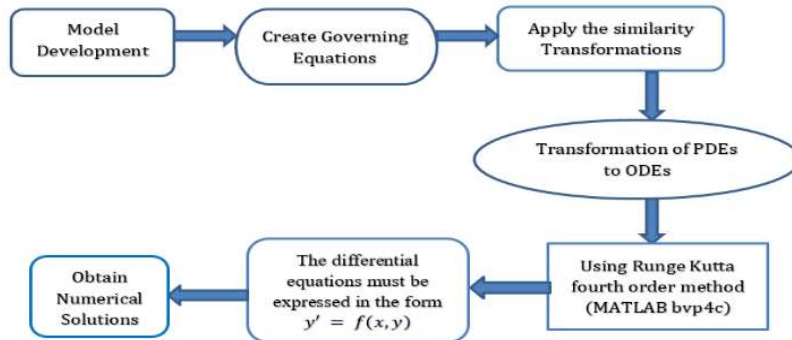 Model
Development
Create Governing
Equations
Apply the similarity
Transformations
Transformation of PDEs
to ODEs
Using Runge Kutta
fourth order method
(MATLAB bvp4c)
The differential
equations must be
expressed in the form
y′ = f(x, y)
Obtain
Numerical
Solutions